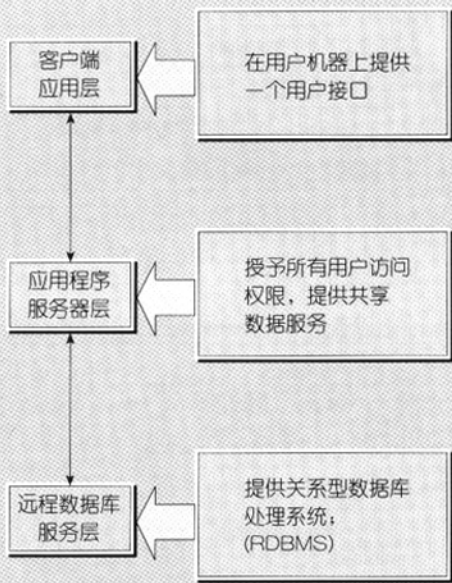 客户端
应用层
在用户机器上提供
一个用户接口
应用程序
服务器层
授予所有用户访问
权限，提供共享
数据服务
远程数据库
服务层
提供关系型数据库
处理系统；
(RDBMS)